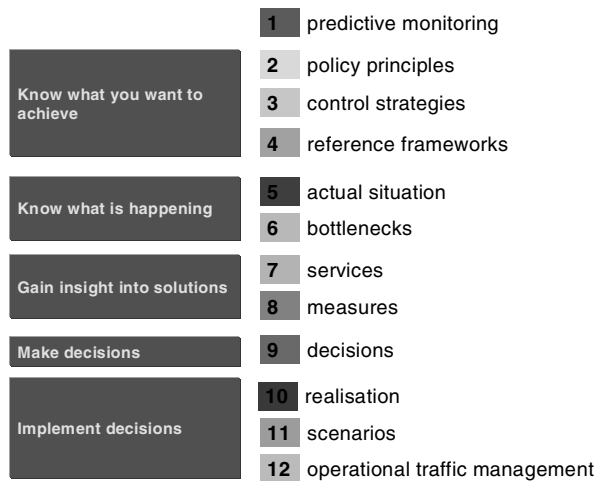 1 predictive monitoring
Know what you want to
achieve
2 policy principles
3 control strategies
4 reference frameworks
Know what is happening
5 actual situation
6 bottlenecks
Gain insight into solutions
7 services
8 measures
Make decisions
9 decisions
Implement decisions
10 realisation
11 scenarios
12 operational traffic management